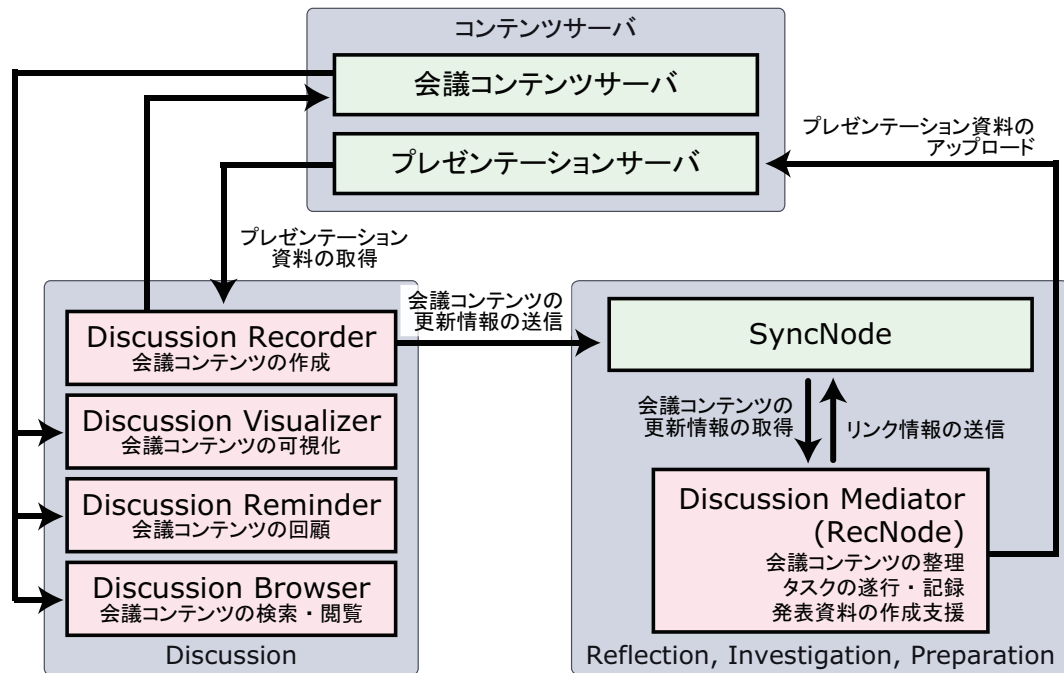 コンテンツサーバ
会議コンテンツサーバ
プレゼンテーションサーバ
プレゼンテーション資料の
アップロード
プレゼンテーション
資料の取得
Discussion Recorder
会議コンテンツの作成
Discussion Visualizer
会議コンテンツの可視化
Discussion Reminder
会議コンテンツの回顧
Discussion Browser
会議コンテンツの検索・閲覧
Discussion
会議コンテンツの
更新情報の送信
SyncNode
会議コンテンツの
更新情報の取得
リンク情報の送信
Discussion Mediator
(RecNode)
会議コンテンツの整理
タスクの遂行・記録
発表資料の作成支援
Reflection, Investigation, Preparation